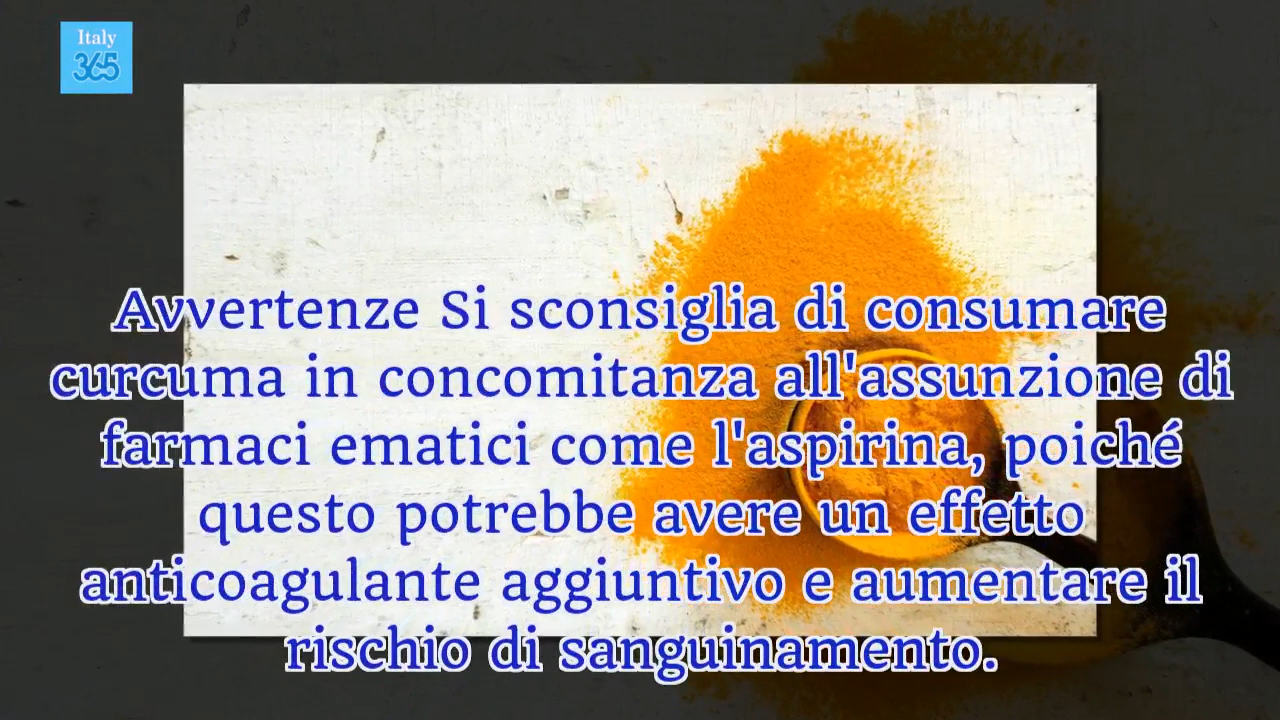 Italy
365
Avvertenze Si sconsiglia di consumare
curcuma in concomitanza all'assunzione di
farmaci ematici come l'aspirina, poiché
questo potrebbe avere un effetto
anticoagulante aggiuntivo e aumentare il
rischio di sanguinamento.